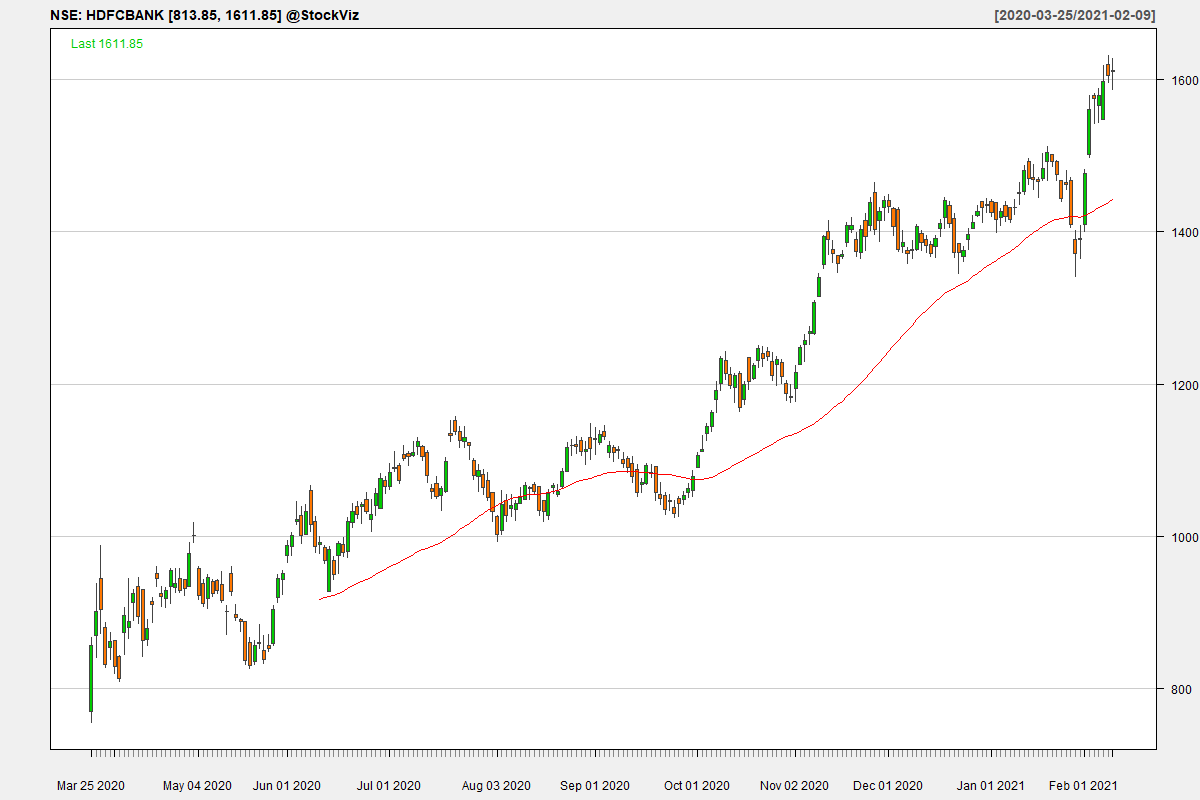 NSE: HDFCBANK [813.85, 1611.85] @StockViz [2020-03-25/2021-02-09]
Last 1611.85
1600
1400
1200
1000
800
Mar 25 2020 May 04 2020 Jun 01 2020 Jul 01 2020 Aug 03 2020 Sep 01 2020 Oct 01 2020 Nov 02 2020 Dec 01 2020 Jan 01 2021 Feb 01 2021